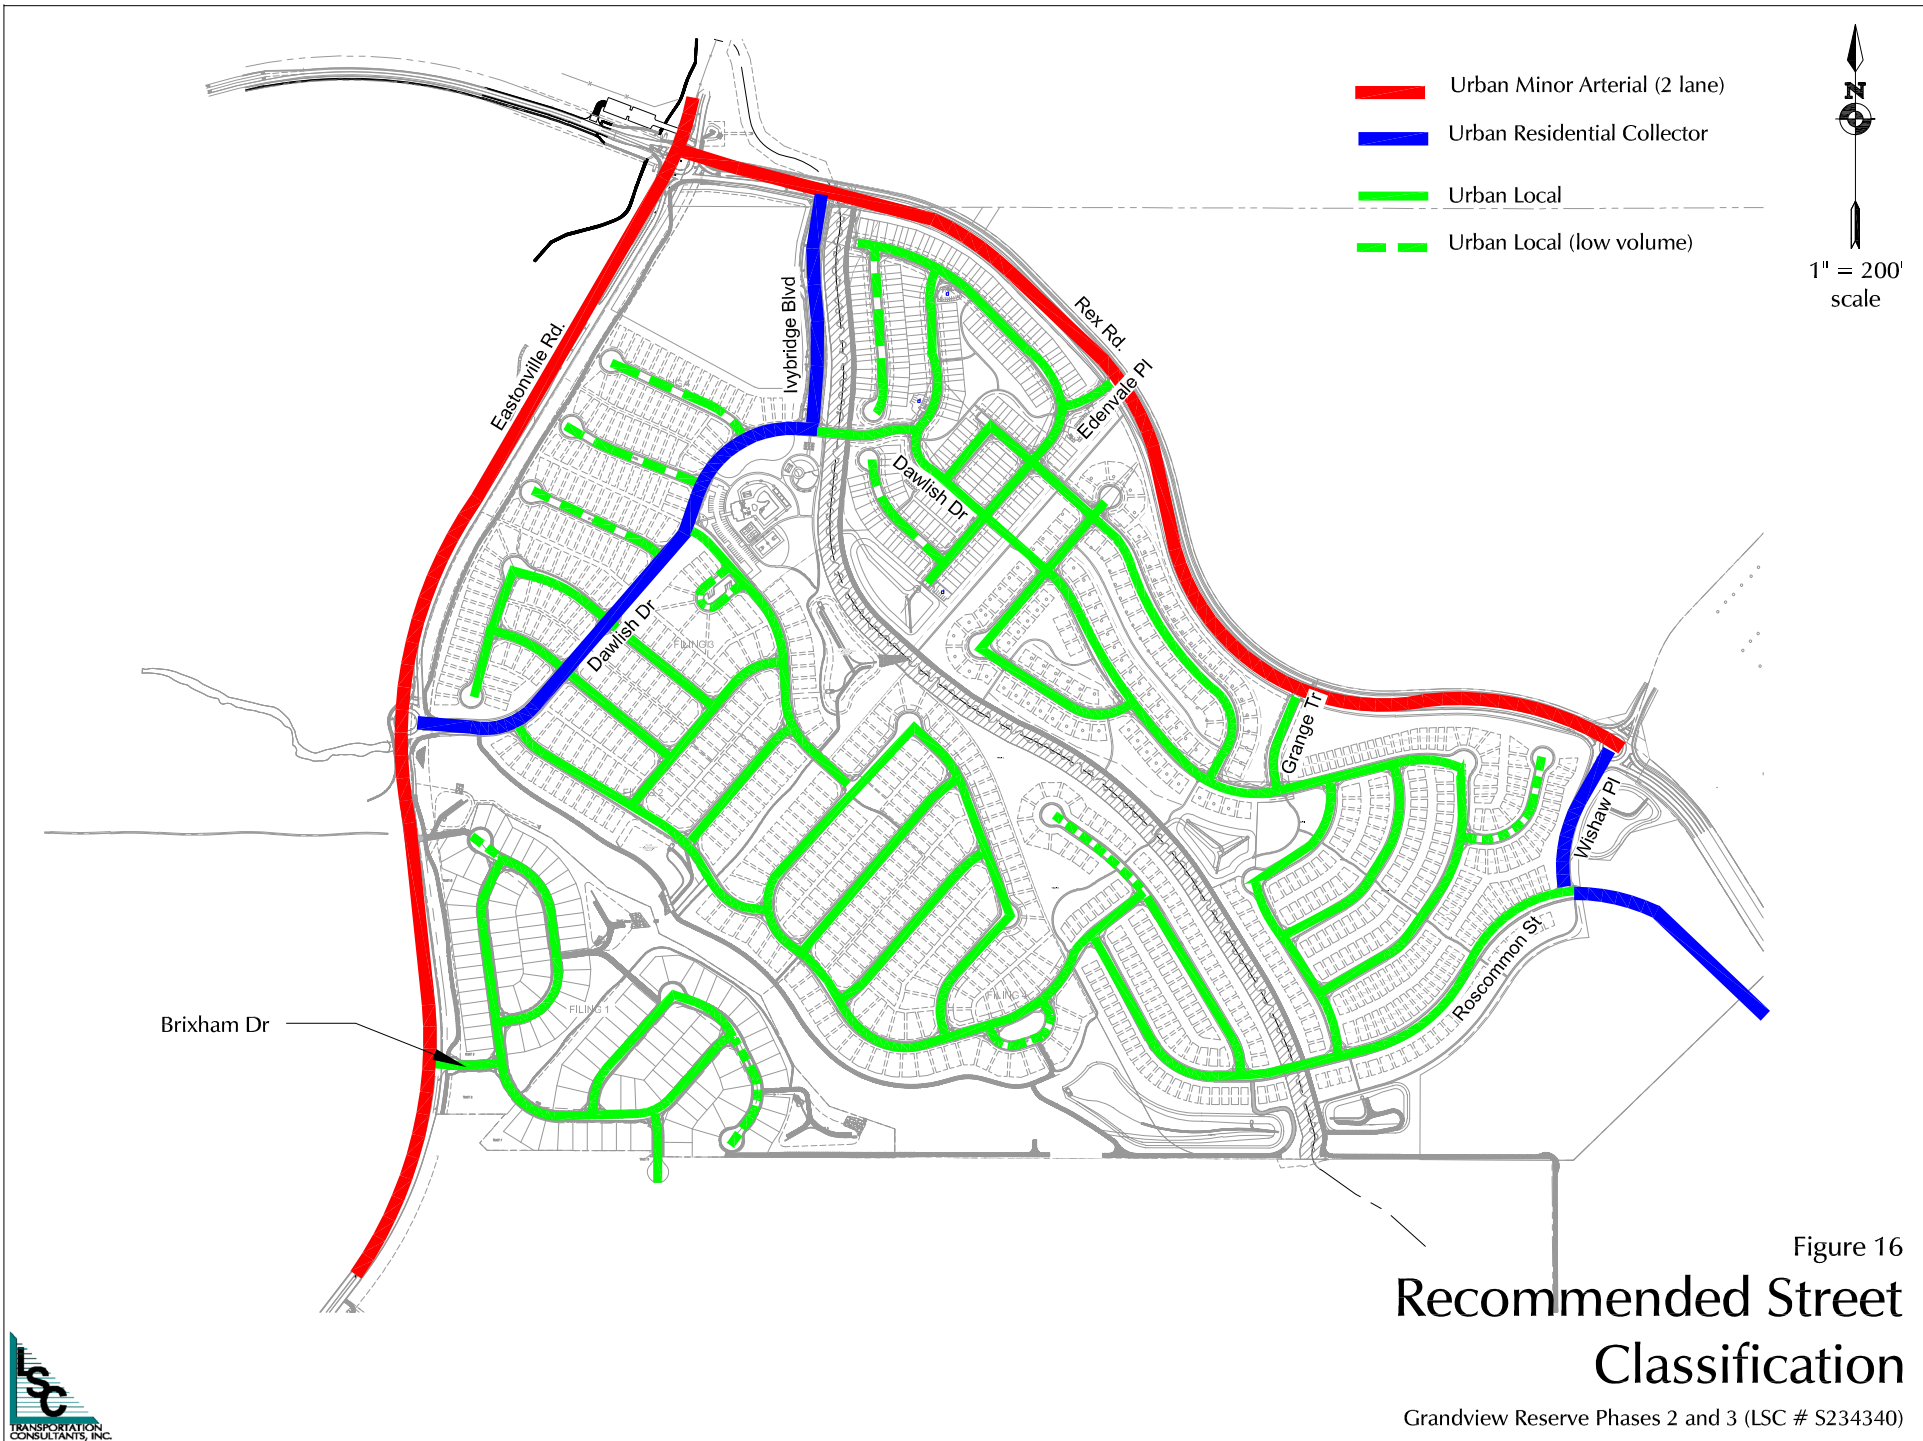 Urban Minor Arterial (2 lane)
Urban Residential Collector
Urban Local
Urban Local (low volume)
N
1" = 200'
scale
Eastonville Rd.
Ivybridge Blvd
Rex Rd.
Edenvale Pl
Dawlish Dr
Dawlish Dr
FILING 3
Grange Tr
Wishaw Pl
Roscommon St
FILING 1
Brixham Dr
Figure 16
Recommended Street
Classification
Grandview Reserve Phases 2 and 3 (LSC # S234340)
LSC
TRANSPORTATION
CONSULTANTS, INC.